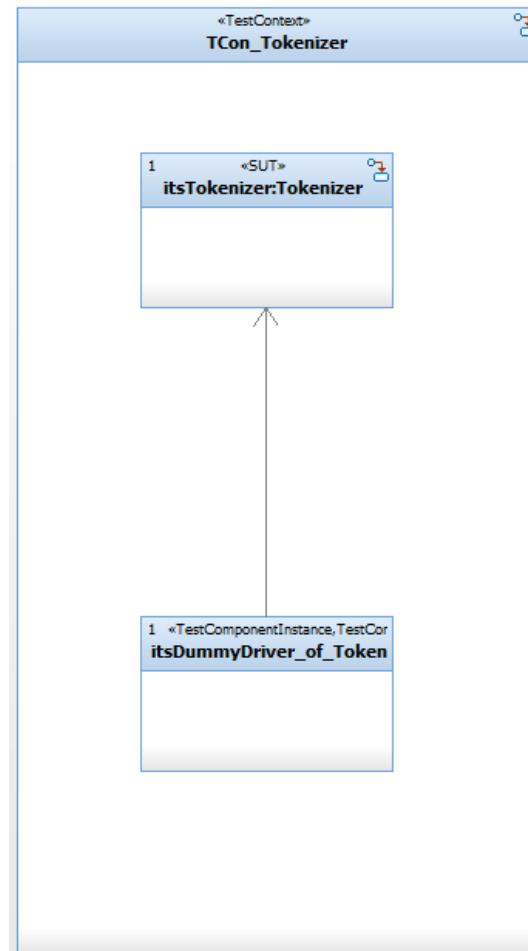 «TestContext»
TCon_Tokenizer
1 «SUT»
itsTokenizer:Tokenizer
1 «TestComponentInstance,TestCor
itsDummyDriver_of_Token